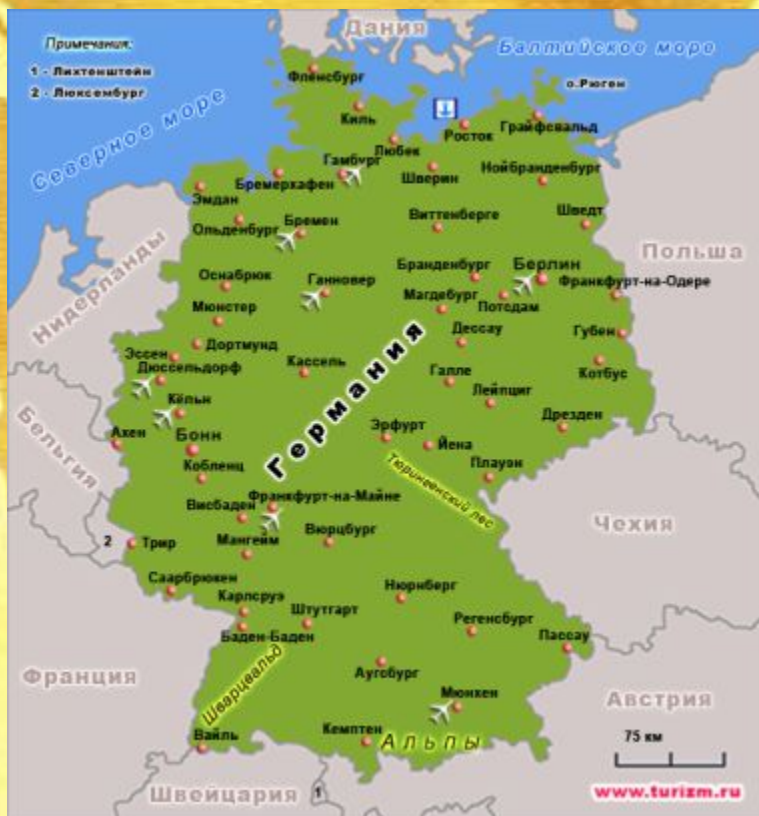 Примечания:
1 - Лихтенштейн
2 - Люксембург
Дания
Балтийское море
Северное море
о.Рюген
Фленсбург
Киль
Росток
Грайфсвальд
Любек
Гамбург
Шверин
Нойбранденбург
Бремерхафен
Эмдан
Ольденбург
Бремен
Виттенберге
Шведт
Польша
Нидерланды
Оснабрюк
Ганновер
Бранденбург
Берлин
Франкфурт-на-Одере
Магдебург
Потсдам
Мюнстер
Дессау
Губен
Эссен
Дортмунд
Дюссельдорф
Кассель
Галле
Котбус
Германия
Лейпциг
Кёльн
Бельгия
Ахен
Бонн
Эрфурт
Йена
Дрезден
Кобленц
Тюрингенский лес
Плауэн
Франкфурт-на-Майне
Висбаден
Чехия
2
Трир
Мангейм
Вюрцбург
Саарбрюкен
Карлсруэ
Штутгарт
Нюрнберг
Регенсбург
Баден-Баден
Пассау
Франция
Шварцвальд
Аугсбург
Мюнхен
Австрия
Вайль
Кемптен
Альпы
75 км
Швейцария
1
www.turizm.ru